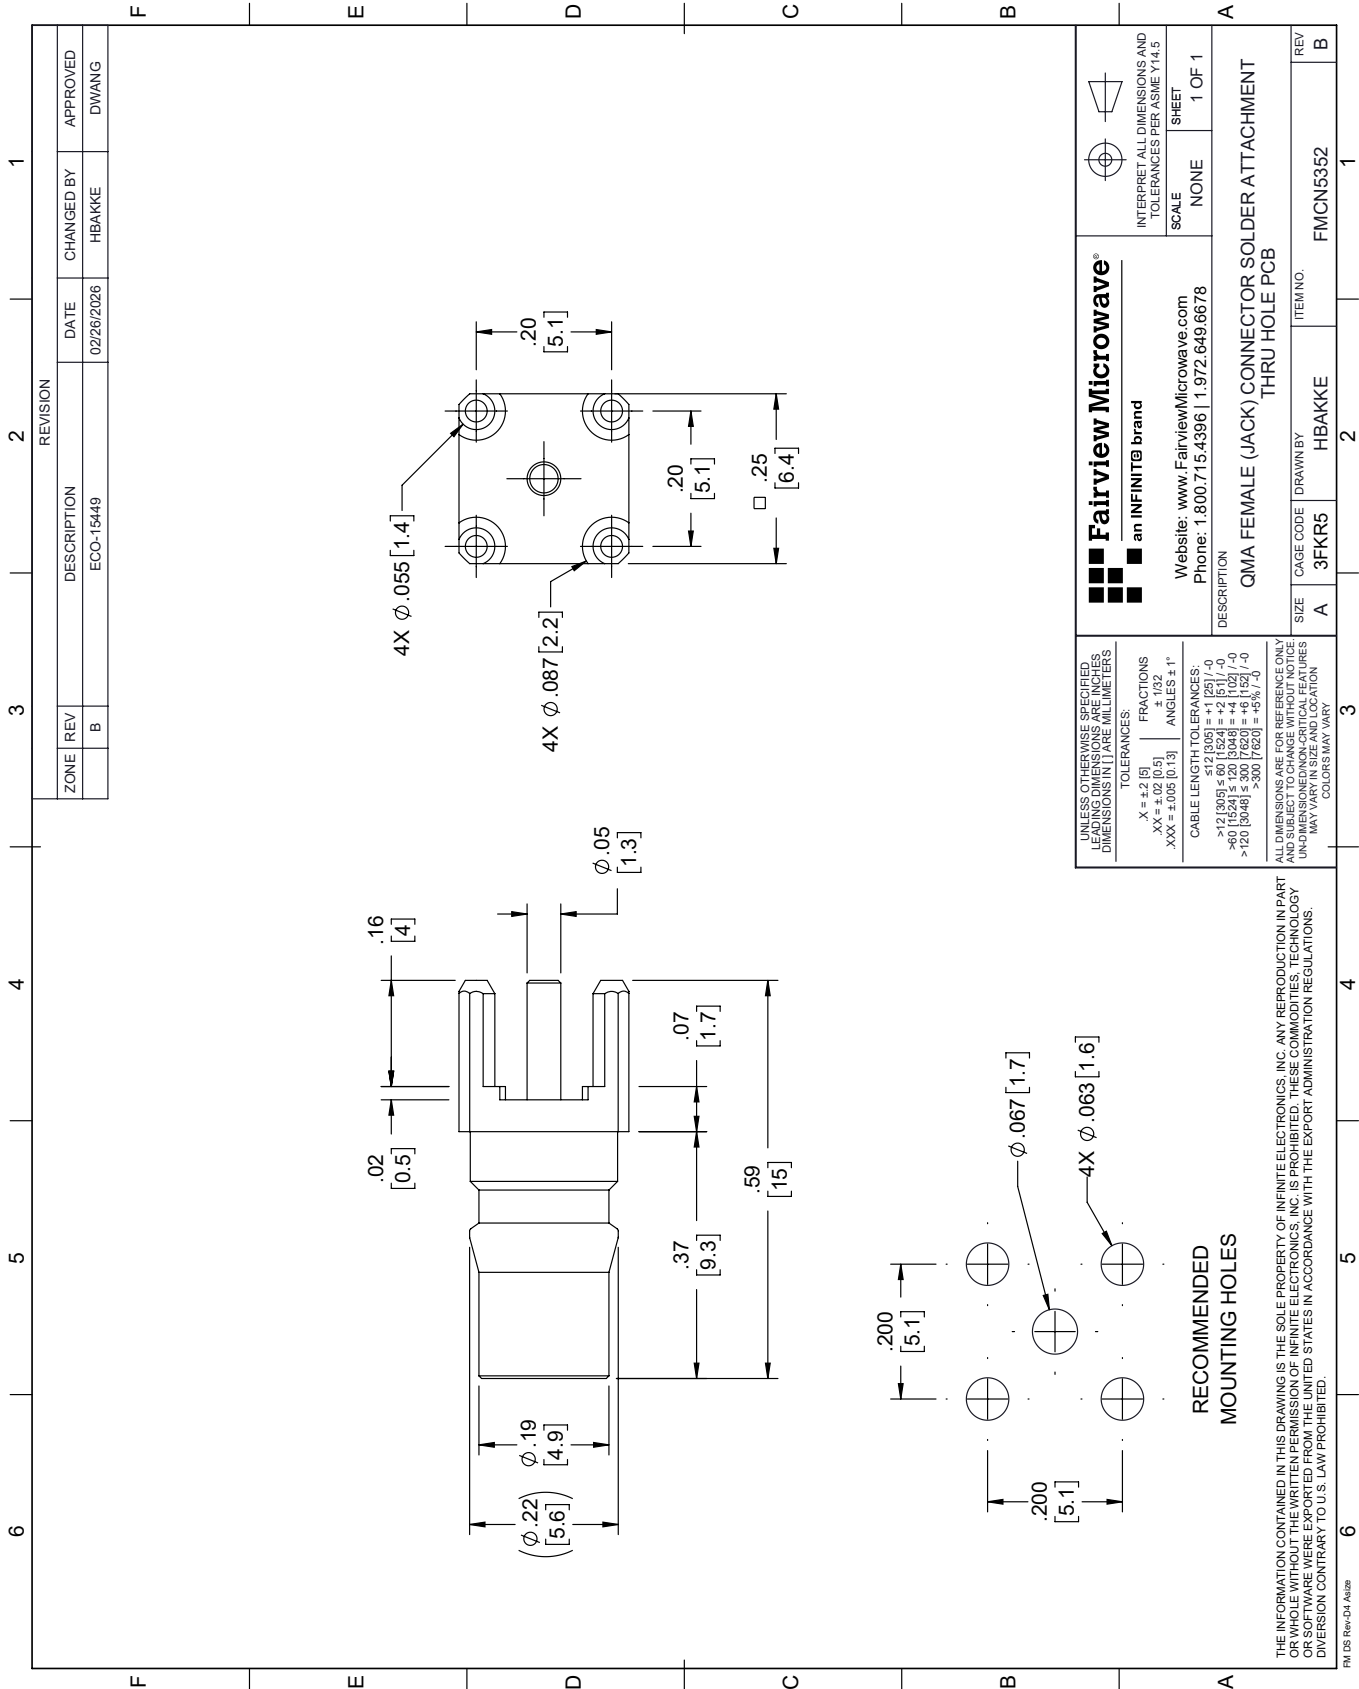 6
5
4
3
2
1
F
E
D
C
B
A
REVISION
ZONE REV DESCRIPTION DATE CHANGED BY APPROVED
B ECO-15449 02/26/2026 HBAKKE DWANG
.02
[0.5]
.16
[4]
Ø.05
[1.3]
(Ø.22
[5.6])
Ø.19
[4.9]
.37
[9.3]
.07
[1.7]
.59
[15]
4X Ø.055 [1.4]
4X Ø.087 [2.2]
.20
[5.1]
.20
[5.1]
□ .25
[6.4]
.200
[5.1]
.200
[5.1]
Ø.067 [1.7]
4X Ø.063 [1.6]
RECOMMENDED
MOUNTING HOLES
THE INFORMATION CONTAINED IN THIS DRAWING IS THE SOLE PROPERTY OF INFINITE ELECTRONICS, INC. ANY REPRODUCTION IN PART
OR WHOLE WITHOUT THE WRITTEN PERMISSION OF INFINITE ELECTRONICS, INC. IS PROHIBITED. THESE COMMODITIES, TECHNOLOGY
OR SOFTWARE WERE EXPORTED FROM THE UNITED STATES IN ACCORDANCE WITH THE EXPORT ADMINISTRATION REGULATIONS.
DIVERSION CONTRARY TO U.S. LAW PROHIBITED.
UNLESS OTHERWISE SPECIFIED
LEADING DIMENSIONS ARE INCHES
DIMENSIONS IN [ ] ARE MILLIMETERS
TOLERANCES:
.X = ±.2 [5] FRACTIONS
.XX = ±.02 [0.5] ± 1/32
.XXX = ±.005 [0.13] ANGLES ± 1°
CABLE LENGTH TOLERANCES:
≤12 [305] = +1 [25] / -0
>12 [305] ≤ 60 [1524] = +2 [51] / -0
>60 [1524] ≤ 120 [3048] = +4 [102] / -0
>120 [3048] ≤ 300 [7620] = +6 [152] / -0
>300 [7620] = +5% / -0
ALL DIMENSIONS ARE FOR REFERENCE ONLY
AND SUBJECT TO CHANGE WITHOUT NOTICE.
UN-DIMENSIONED/NON-CRITICAL FEATURES
MAY VARY IN SIZE AND LOCATION
COLORS MAY VARY
Fairview Microwave®
an INFINIT@ brand
Website: www.FairviewMicrowave.com
Phone: 1.800.715.4396 | 1.972.649.6678
INTERPRET ALL DIMENSIONS AND
TOLERANCES PER ASME Y14.5
SCALE SHEET
NONE 1 OF 1
DESCRIPTION
QMA FEMALE (JACK) CONNECTOR SOLDER ATTACHMENT
THRU HOLE PCB
SIZE CAGE CODE DRAWN BY ITEM NO. REV
A 3FKR5 HBAKKE FMCN5352 B
F
E
D
C
B
A
6
5
4
3
2
1
FM DS Rev-D4 Asize